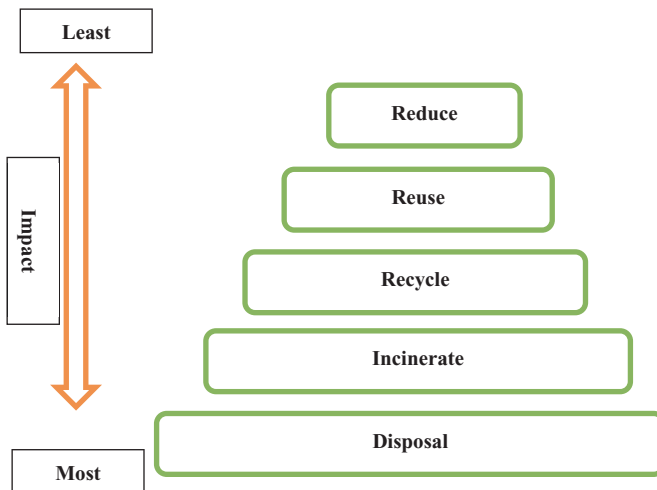 Least
Reduce
Reuse
Impact
Recycle
Incinerate
Disposal
Most